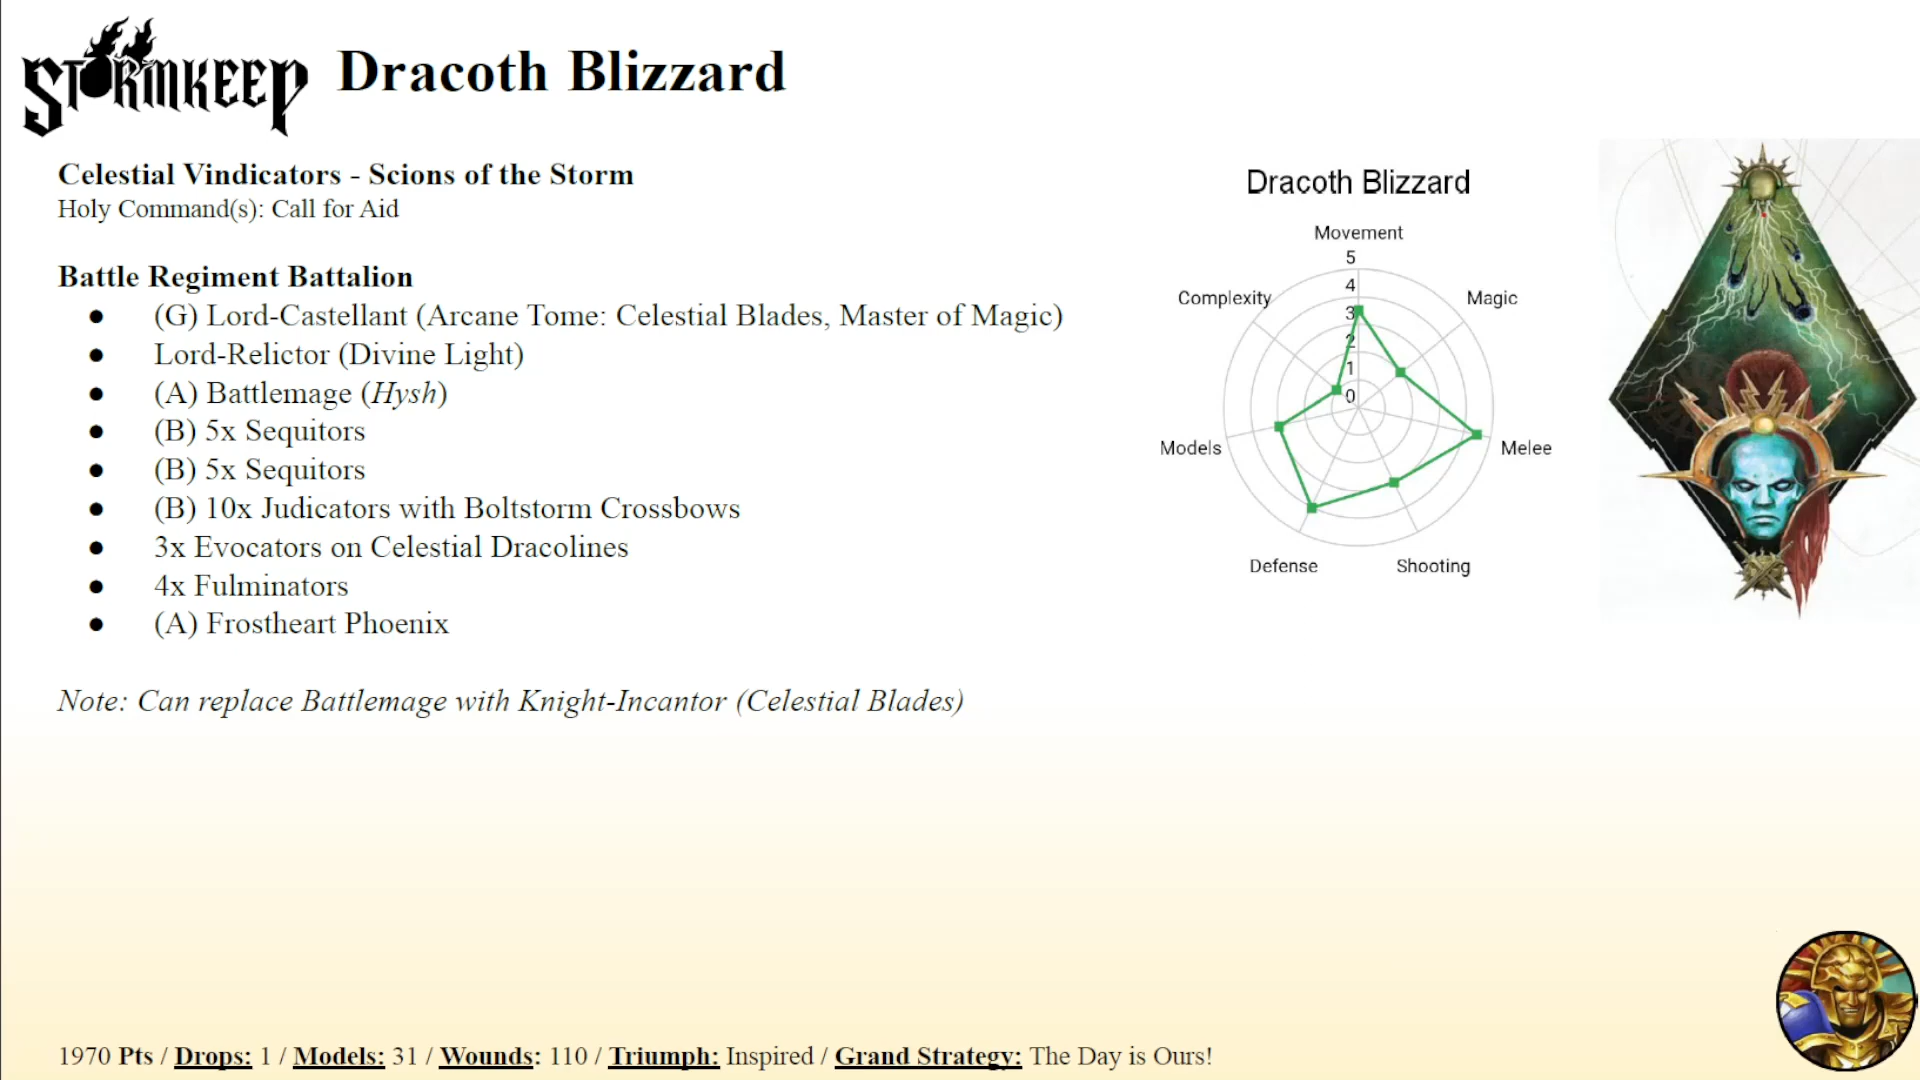 STORMKEEP
Dracoth Blizzard
Celestial Vindicators - Scions of the Storm
Holy Command(s): Call for Aid
Battle Regiment Battalion
● (G) Lord-Castellant (Arcane Tome: Celestial Blades, Master of Magic)
● Lord-Relictor (Divine Light)
● (A) Battlemage (Hysh)
● (B) 5x Sequitors
● (B) 5x Sequitors
● (B) 10x Judicators with Boltstorm Crossbows
● 3x Evocators on Celestial Dracolines
● 4x Fulminators
● (A) Frostheart Phoenix
Note: Can replace Battlemage with Knight-Incantor (Celestial Blades)
Dracoth Blizzard
Movement
5
4
3
2
1
0
Complexity
Magic
Models
Melee
Defense
Shooting
1970 Pts / Drops: 1 / Models: 31 / Wounds: 110 / Triumph: Inspired / Grand Strategy: The Day is Ours!